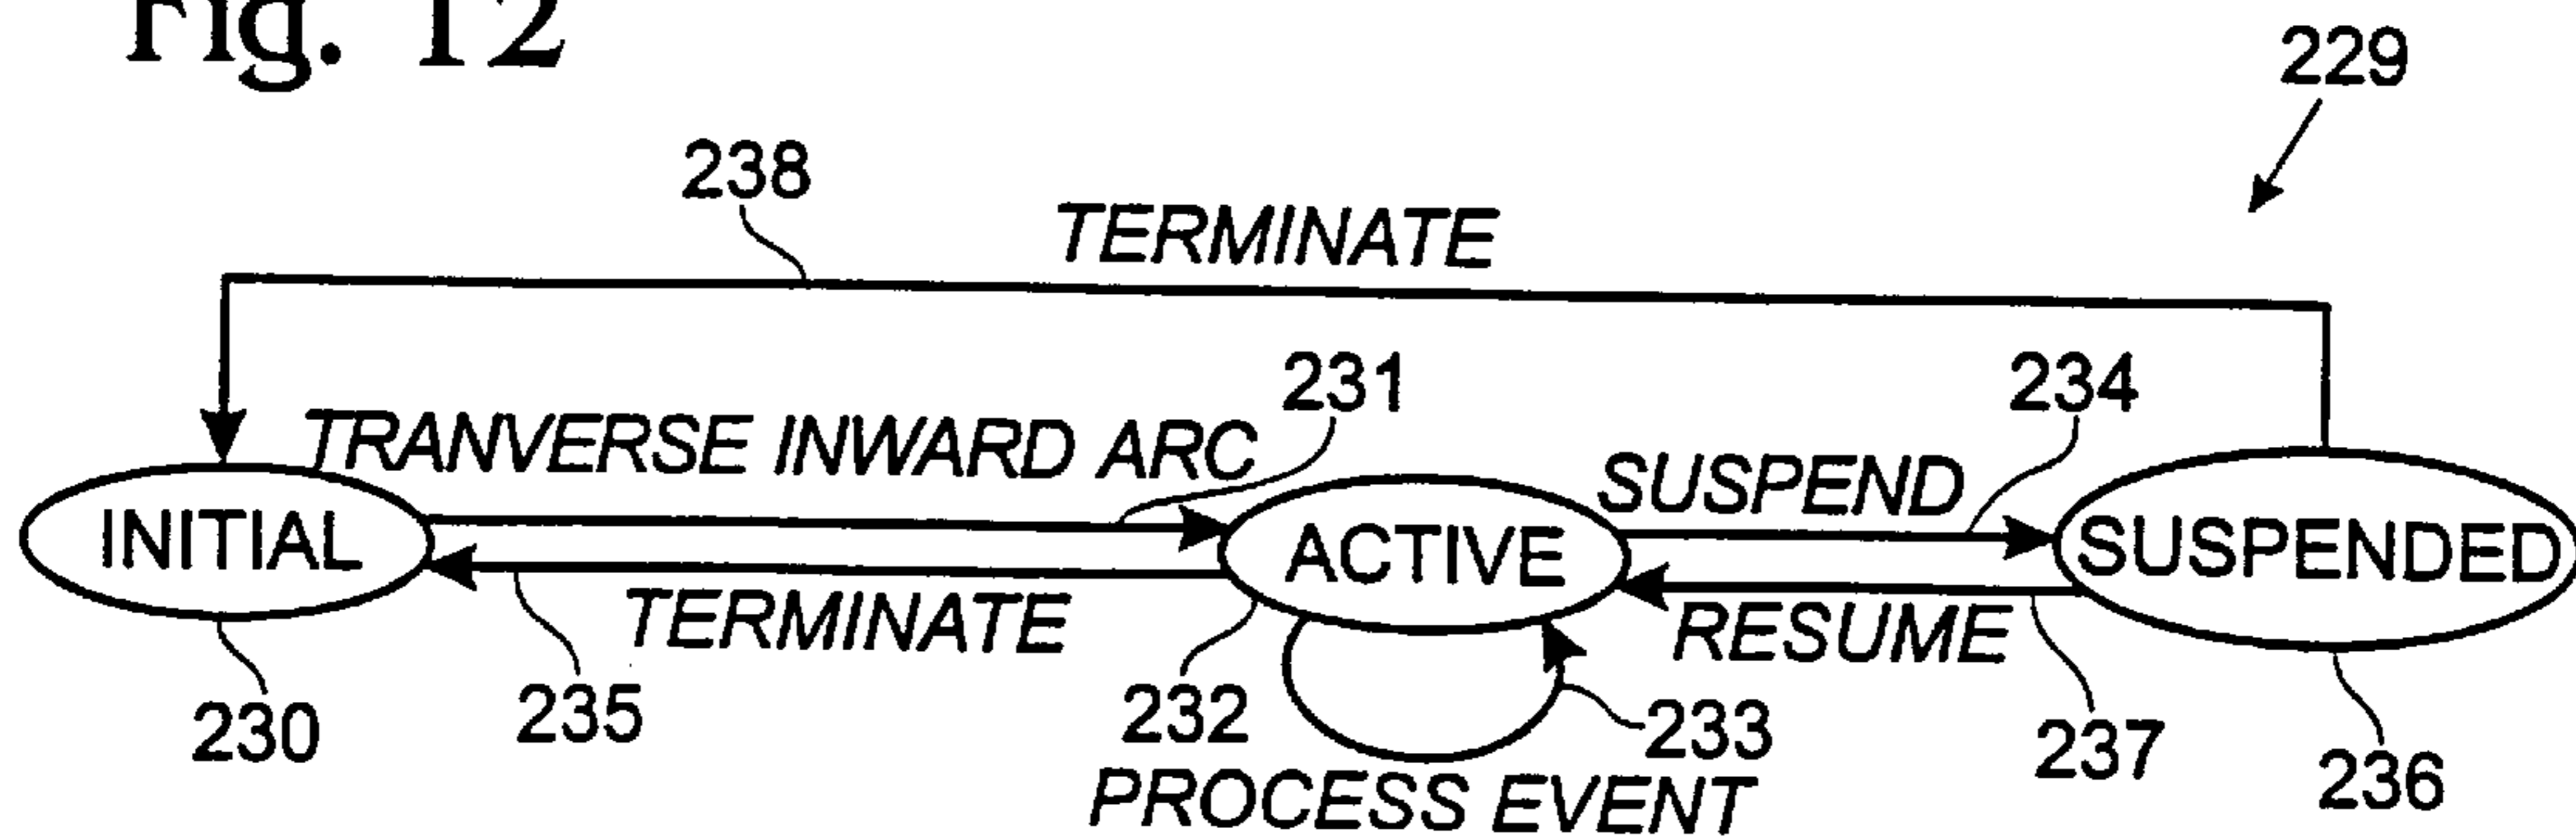 Fig. 12
229
238
TERMINATE
231
234
TRANVERSE INWARD ARC
SUSPEND
INITIAL
ACTIVE
SUSPENDED
TERMINATE
RESUME
230
235
232
233
237
236
PROCESS EVENT